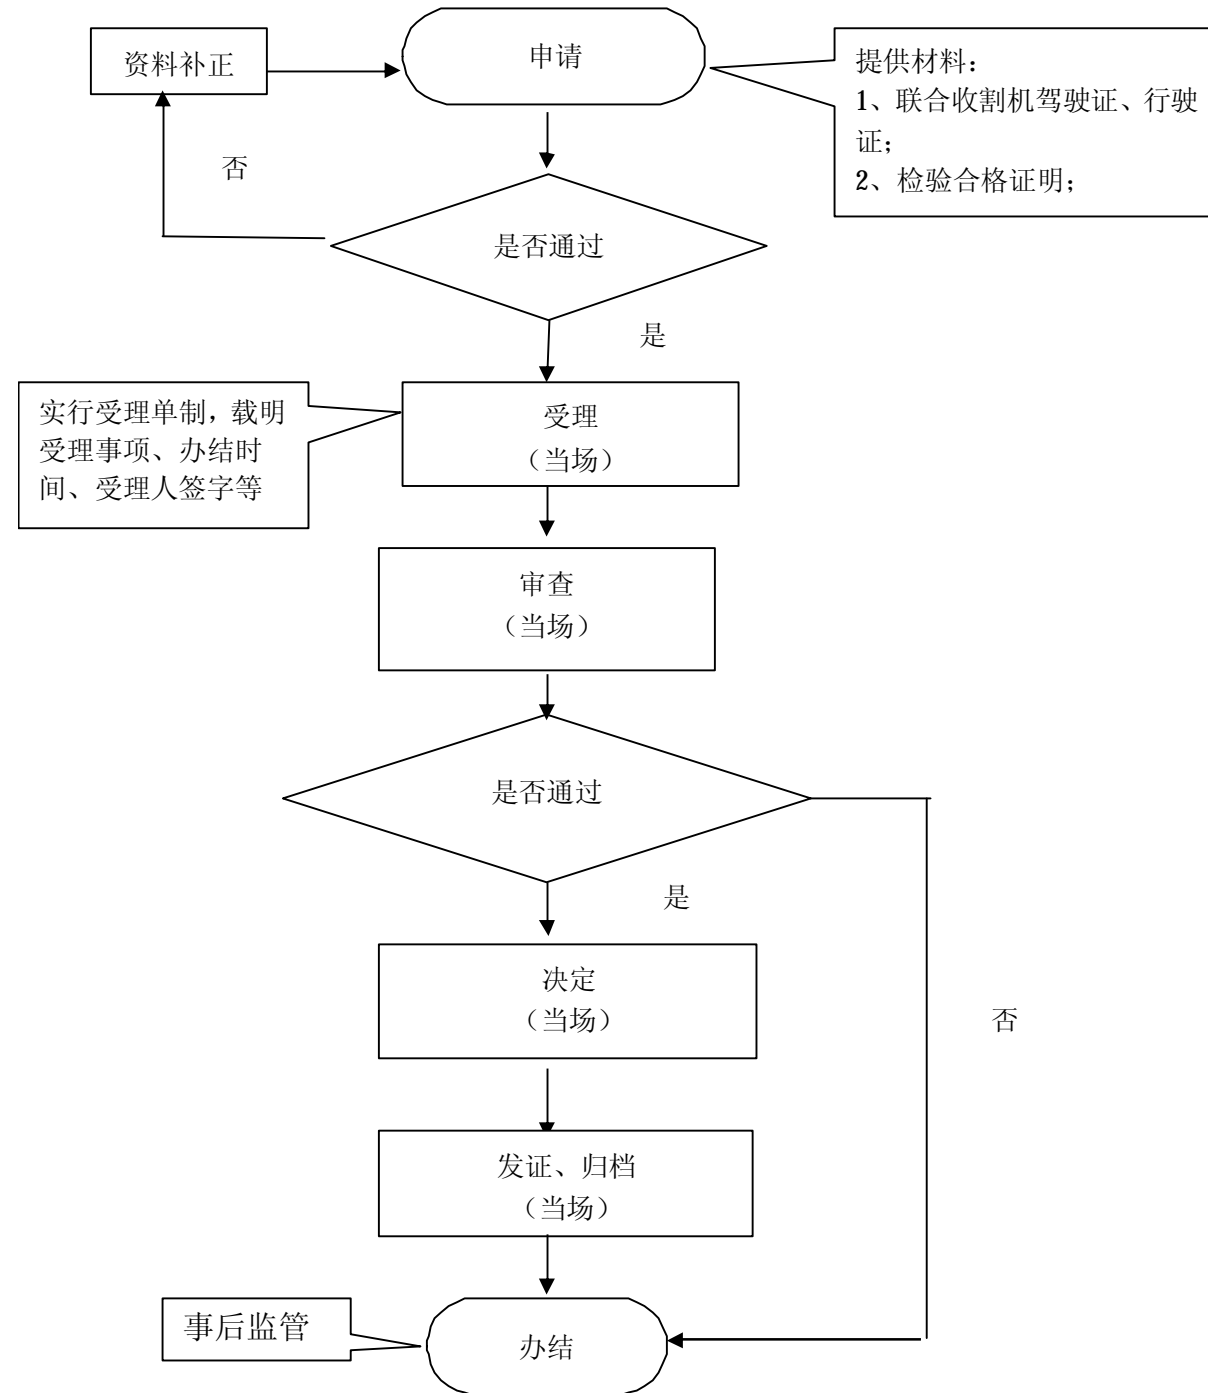 资料补正
申请
提供材料：
1、联合收割机驾驶证、行驶
证；
2、检验合格证明；
否
是否通过
是
实行受理单制，载明
受理事项、办结时
间、受理人签字等
受理
（当场）
审查
（当场）
是否通过
是
决定
（当场）
否
发证、归档
（当场）
事后监管
办结